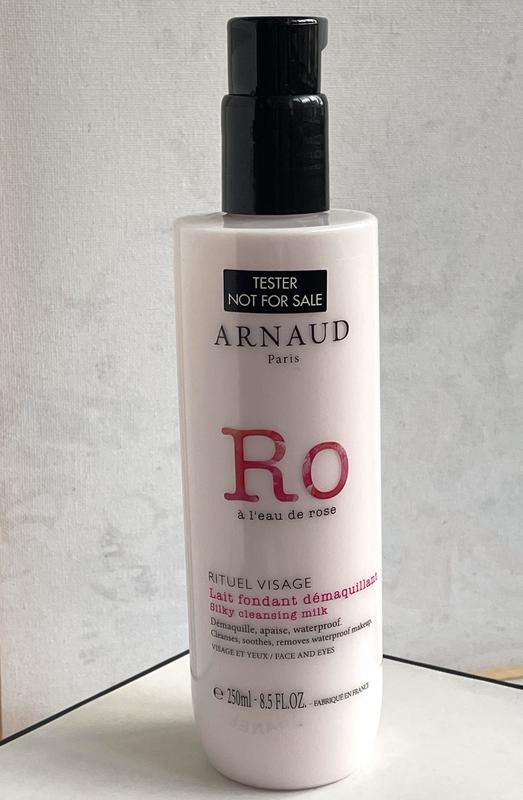 TESTER
NOT FOR SALE
ARNAUD
Paris
Ro
à l'eau de rose
RITUEL VISAGE
Lait fondant démaquillant
Silky cleansing milk
Démaquille, apaise, waterproof.
Cleanses, soothes, removes waterproof makeup.
VISAGE ET YEUX / FACE AND EYES
℮ 250ml - 8.5 FL.OZ. - FABRIQUÉ EN FRANCE